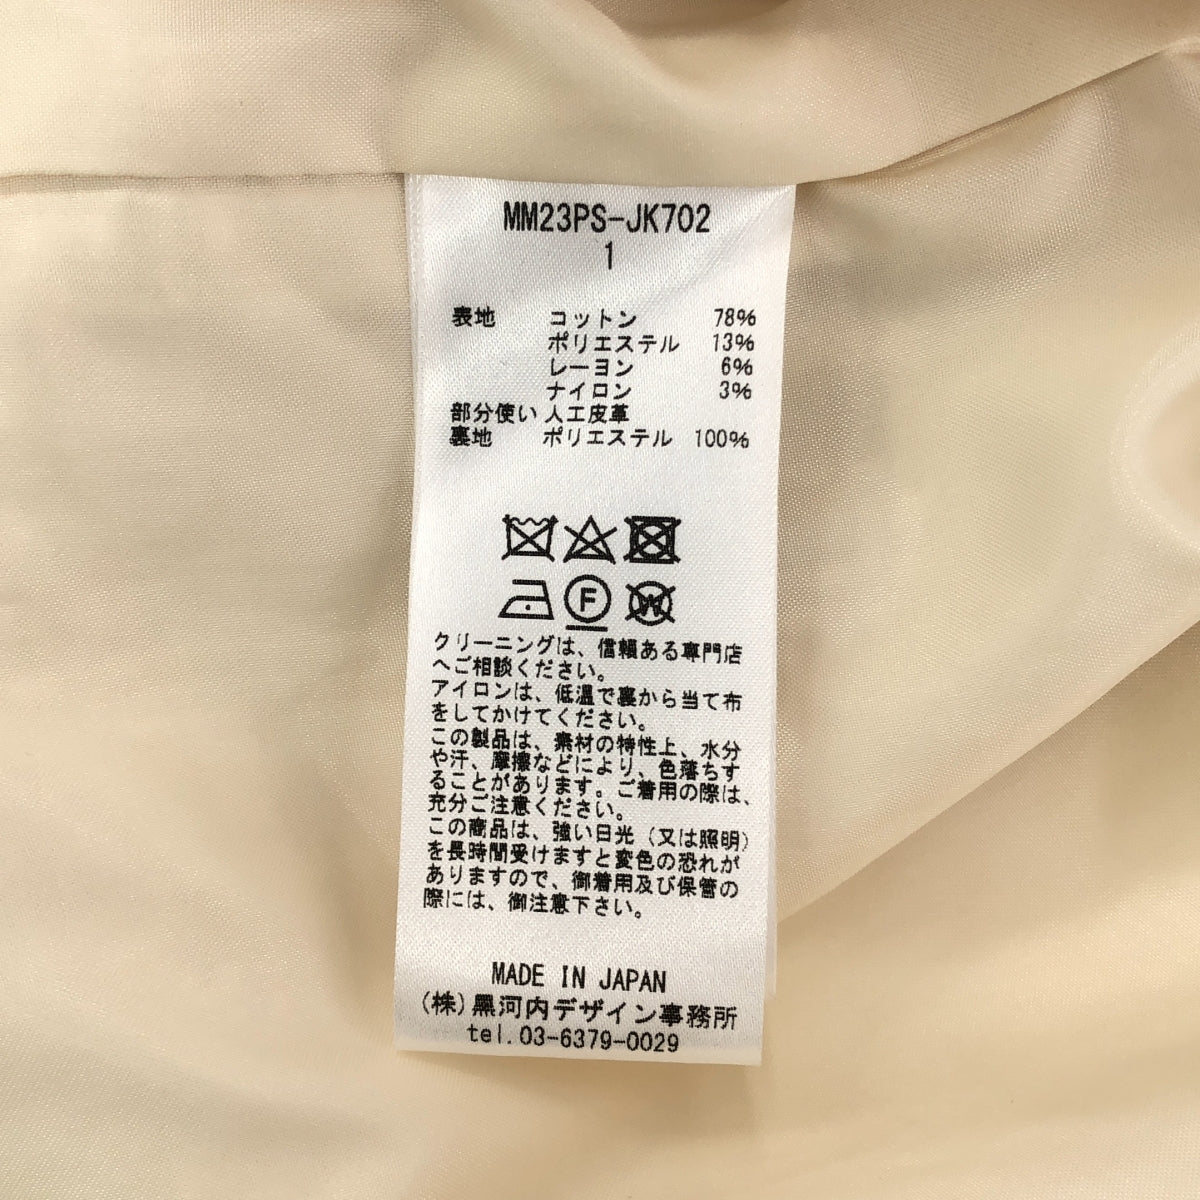 MM23PS-JK702
1
表地 コットン 78%
ポリエステル 13%
レーヨン 6%
ナイロン 3%
部分使い 人工皮革
裏地 ポリエステル 100%
F
W
クリーニングは、信頼ある専門店
へご相談ください。
アイロンは、低温で裏から当て布
をしてかけてください。
この製品は、素材の特性上、水分
や汗、摩擦などにより、色落ちす
ることがあります。ご着用の際は、
充分ご注意ください。
この商品は、強い日光（又は照明）
を長時間受けますと変色の恐れが
ありますので、御着用及び保管の
際には、御注意下さい。
MADE IN JAPAN
(株)黒河内デザイン事務所
tel.03-6379-0029